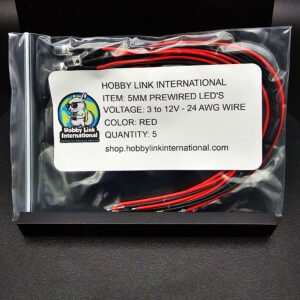 HOBBY LINK INTERNATIONAL
ITEM: 5MM PREWIRED LED'S
VOLTAGE: 3 to 12V - 24 AWG WIRE
COLOR: RED
QUANTITY: 5
shop.hobbylinkinternational.com
Hobby Link
International